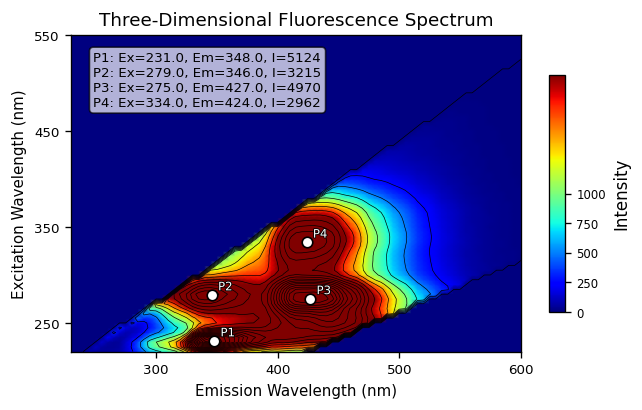 Three-Dimensional Fluorescence Spectrum
P1: Ex=231.0, Em=348.0, I=5124
P2: Ex=279.0, Em=346.0, I=3215
P3: Ex=275.0, Em=427.0, I=4970
P4: Ex=334.0, Em=424.0, I=2962
550
450
350
250
Excitation Wavelength (nm)
P4
P2
P3
P1
300
400
500
600
Emission Wavelength (nm)
1000
750
500
250
0
Intensity